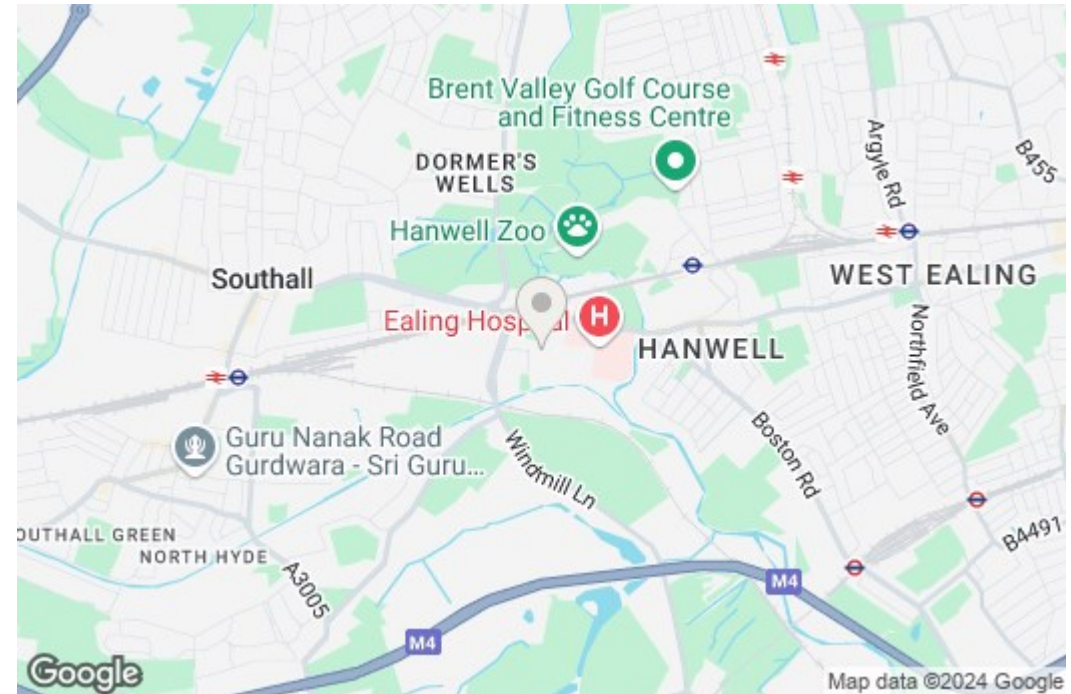 Brent Valley Golf Course
and Fitness Centre
Argyle Rd
B455
DORMER'S
WELLS
Hanwell Zoo
Southall
WEST EALING
Ealing Hospital
H
HANWELL
Northfield Ave
Guru Nanak Road
Gurdwara - Sri Guru...
Windmill Ln
Boston Rd
OUTHALL GREEN
NORTH HYDE
A3005
B4491
M4
M4
Google
Map data ©2024 Google